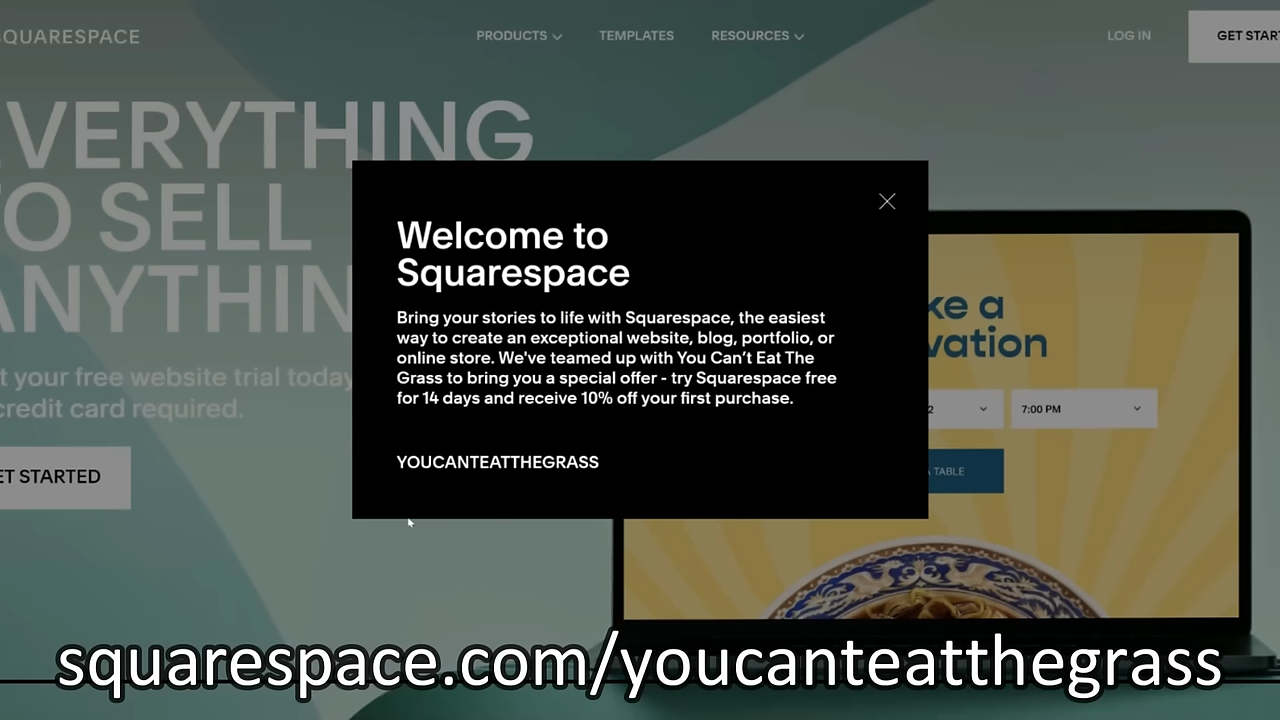 QUARESPACE
PRODUCTS
TEMPLATES
RESOURCES
LOG IN
GET START
VERYTHING
TO SELL
ANYTHIN
t your free website trial today
credit card required.
ET STARTED
Welcome to
Squarespace
Bring your stories to life with Squarespace, the easiest
way to create an exceptional website, blog, portfolio, or
online store. We've teamed up with You Can’t Eat The
Grass to bring you a special offer - try Squarespace free
for 14 days and receive 10% off your first purchase.
YOUCANTEATTHEGRASS
ke a
vation
2
7:00 PM
TABLE
squarespace.com/youcanteatthegrass